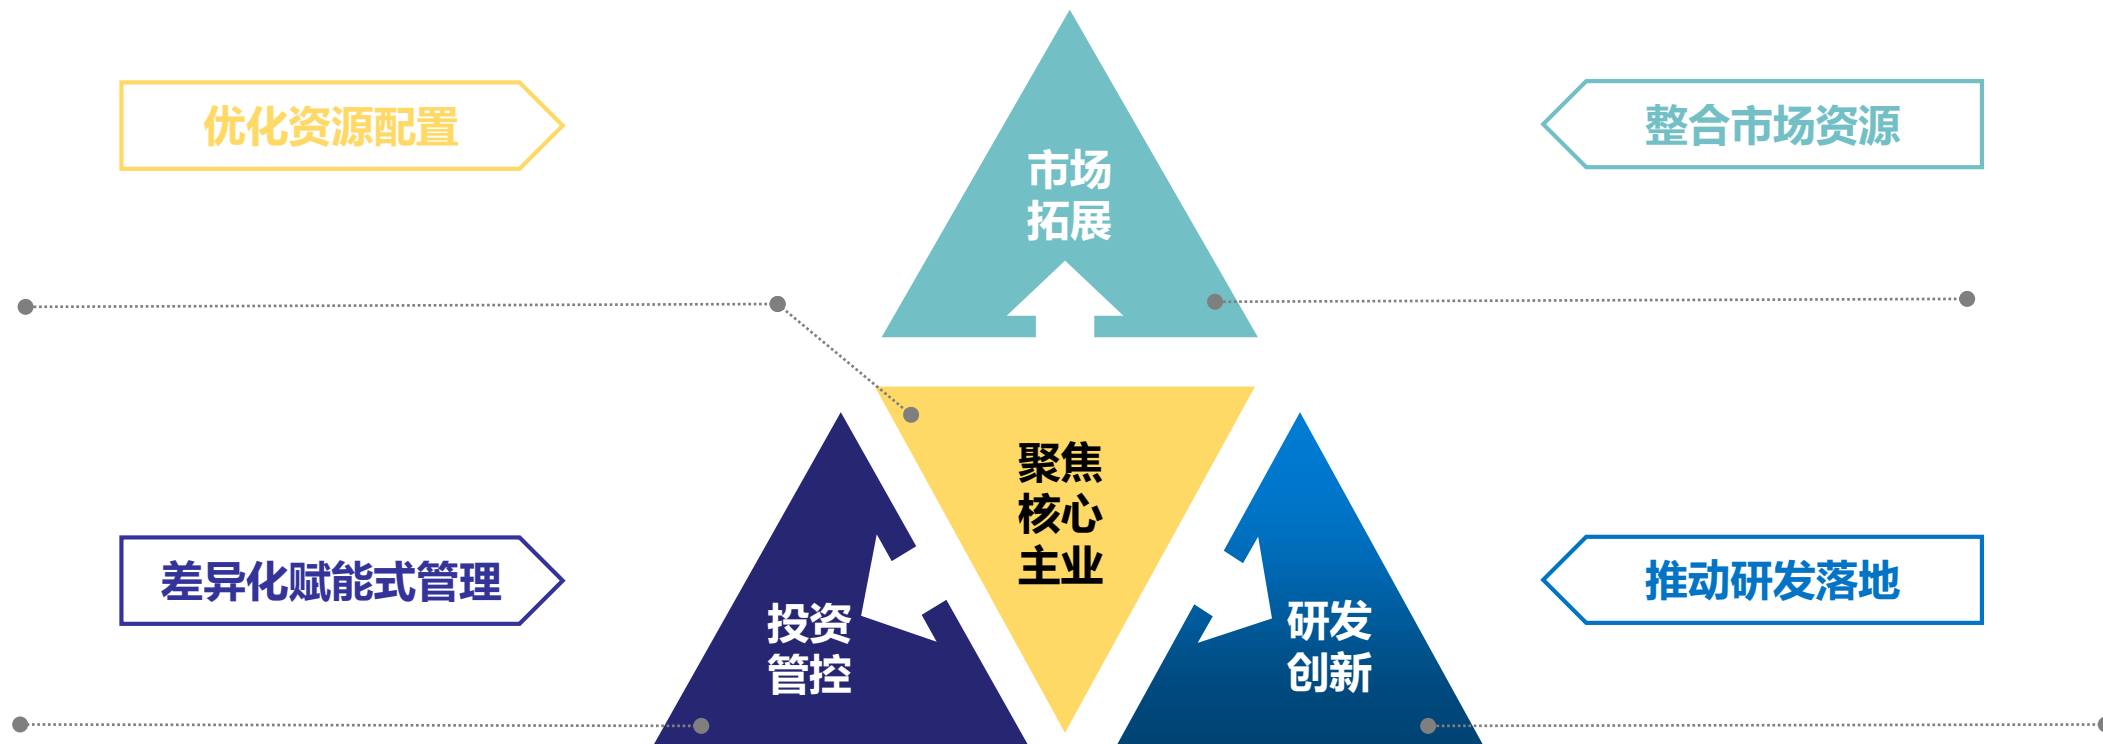 优化资源配置
整合市场资源
市场
拓展
聚焦
核心
主业
差异化赋能式管理
推动研发落地
投资
管控
研发
创新